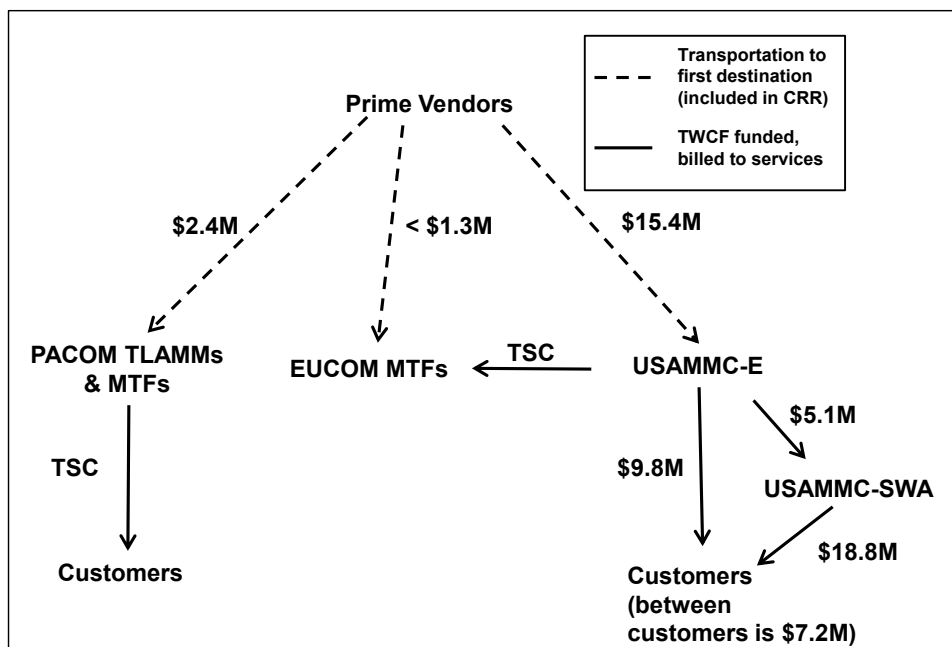 Transportation to
first destination
(included in CRR)
TWCF funded,
billed to services
Prime Vendors
$2.4M
< $1.3M
$15.4M
PACOM TLAMMs
& MTFs
EUCOM MTFs
TSC
USAMMC-E
$5.1M
TSC
$9.8M
USAMMC-SWA
$18.8M
Customers
Customers
(between
customers is $7.2M)